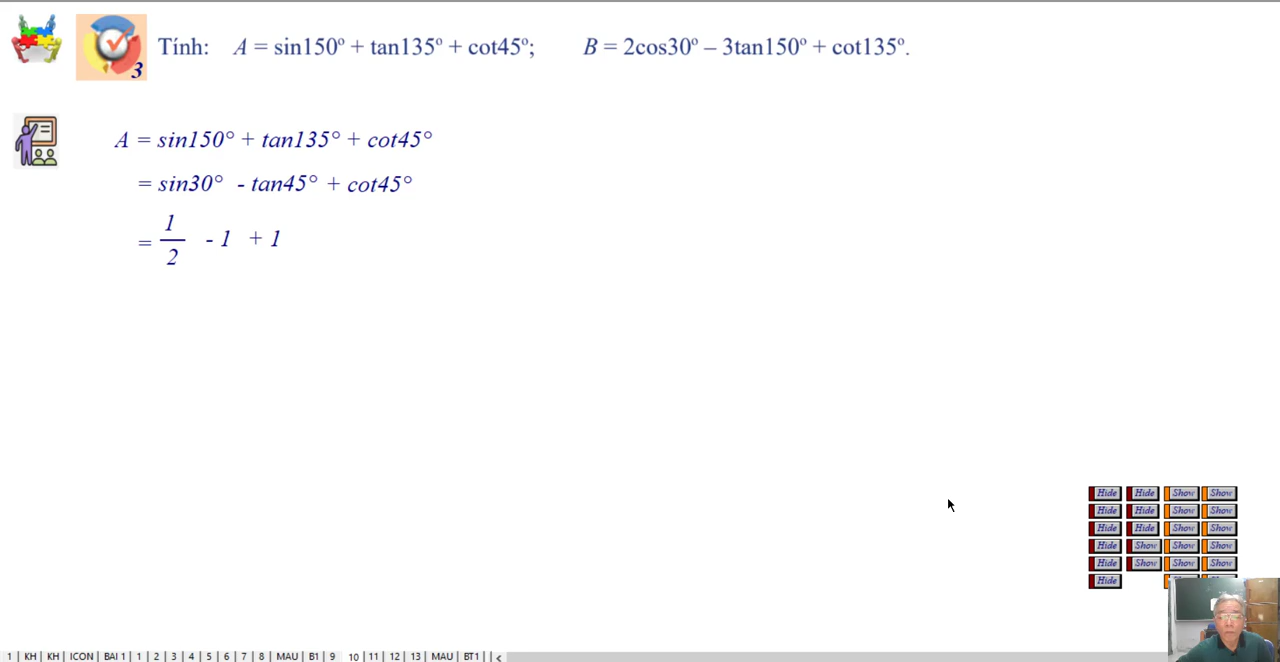 3
Tính: A = sin150º + tan135º + cot45º; B = 2cos30º – 3tan150º + cot135º.
A = sin150° + tan135° + cot45°
= sin30° - tan45° + cot45°
= 1/2 - 1 + 1
Hide Hide Show Show
Hide Hide Show Show
Hide Hide Show Show
Hide Show Show Show
Hide Show Show Show
Hide
1 | KH | KH | ICON | BAI 1 | 1 | 2 | 3 | 4 | 5 | 6 | 7 | 8 | MAU | B1 | 9 10 | 11 | 12 | 13 | MAU | BT1 | | <